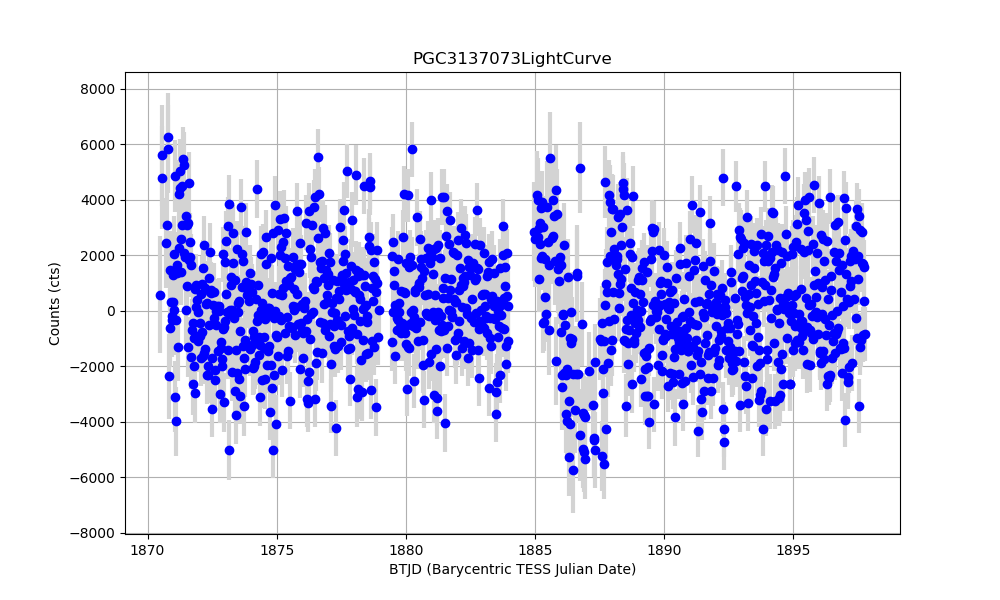 PGC3137073LightCurve
8000
6000
4000
2000
0
−2000
−4000
−6000
−8000
Counts (cts)
1870 1875 1880 1885 1890 1895
BTJD (Barycentric TESS Julian Date)